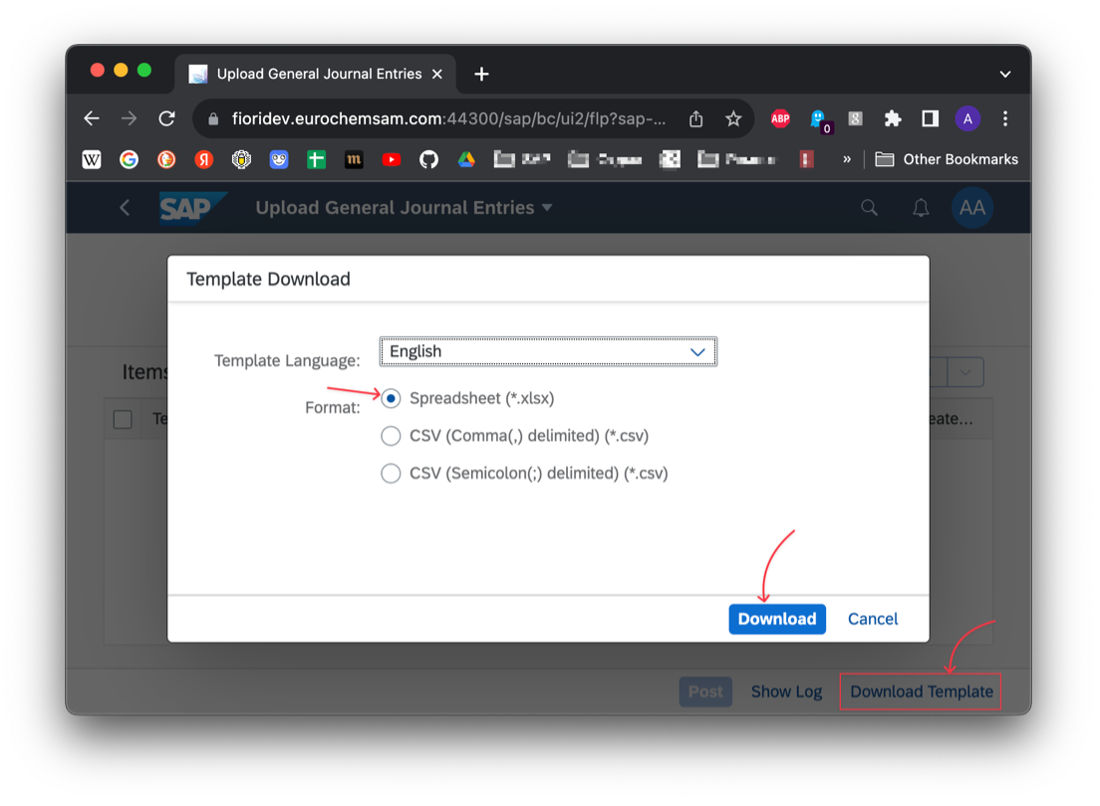 Upload General Journal Entries
fioridev.eurochemsam.com:44300/sap/bc/ui2/flp?sap-...
ABP
0
8
A
W
G
Я
m
»
Other Bookmarks
SAP
Upload General Journal Entries
AA
Template Download
Template Language:
English
Items
Format:
Spreadsheet (*.xlsx)
Te
eate...
CSV (Comma(,) delimited) (*.csv)
CSV (Semicolon(;) delimited) (*.csv)
Download
Cancel
Post
Show Log
Download Template